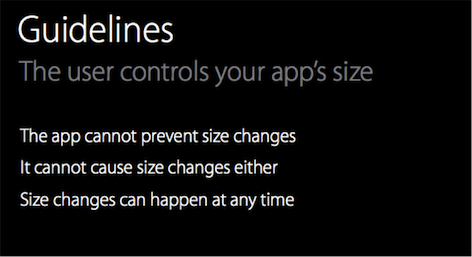 Guidelines
The user controls your app’s size
The app cannot prevent size changes
It cannot cause size changes either
Size changes can happen at any time